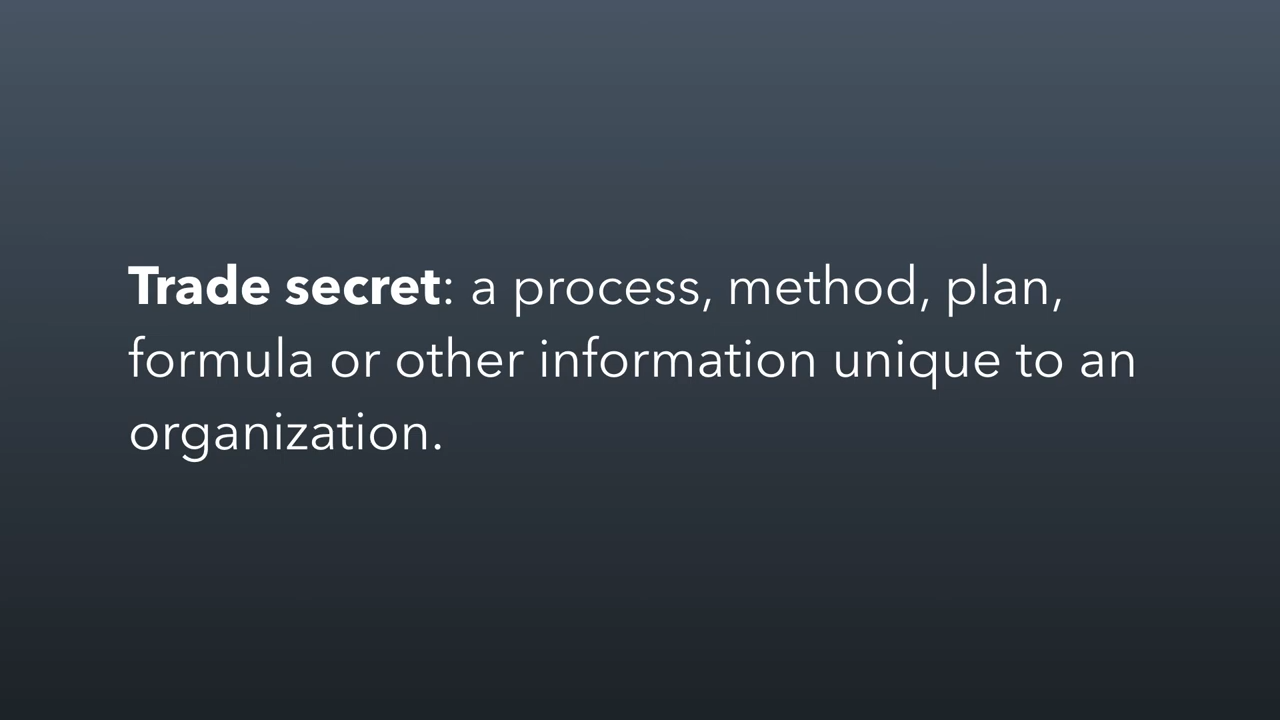 Trade secret: a process, method, plan,
formula or other information unique to an
organization.